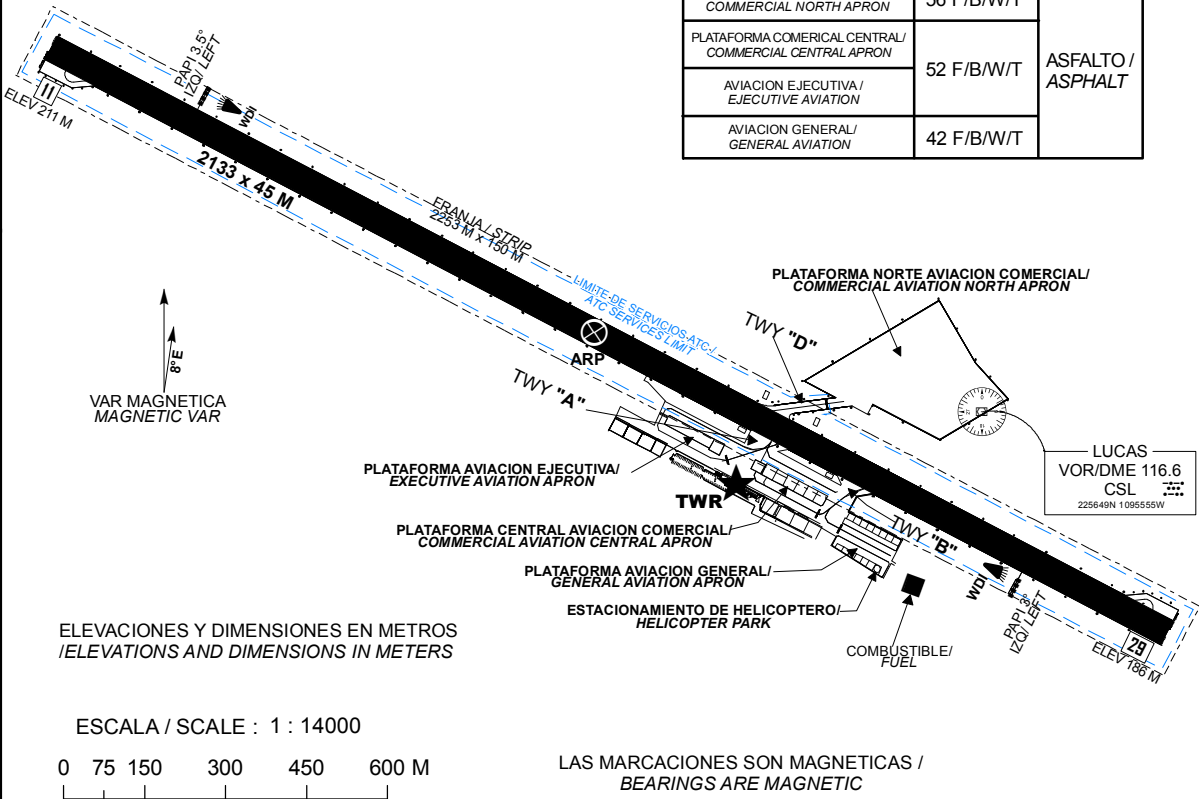 COMMERCIAL NORTH APRON
56 F/B/W/T
PLATAFORMA COMERICAL CENTRAL/
COMMERCIAL CENTRAL APRON
52 F/B/W/T
ASFALTO /
ASPHALT
AVIACION EJECUTIVA /
EJECUTIVE AVIATION
AVIACION GENERAL/
GENERAL AVIATION
42 F/B/W/T
PAPI 3.5°
IZQ/ LEFT
WDI
11
ELEV 211 M
2133 x 45 M
FRANJA / STRIP
2253 M x 150 M
LIMITE DE SERVICIOS ATC /
ATC SERVICES LIMIT
PLATAFORMA NORTE AVIACION COMERCIAL/
COMMERCIAL AVIATION NORTH APRON
TWY "D"
ARP
8° E
VAR MAGNETICA
MAGNETIC VAR
TWY "A"
PLATAFORMA AVIACION EJECUTIVA/
EXECUTIVE AVIATION APRON
TWR
LUCAS
VOR/DME 116.6
CSL
225649N 1095555W
PLATAFORMA CENTRAL AVIACION COMERCIAL/
COMMERCIAL AVIATION CENTRAL APRON
TWY "B"
PLATAFORMA AVIACION GENERAL/
GENERAL AVIATION APRON
WDI
PAPI 3°
IZQ/ LEFT
ESTACIONAMIENTO DE HELICOPTERO/
HELICOPTER PARK
COMBUSTIBLE/
FUEL
29
ELEV 186 M
ELEVACIONES Y DIMENSIONES EN METROS
/ELEVATIONS AND DIMENSIONS IN METERS
ESCALA / SCALE : 1 : 14000
0 75 150 300 450 600 M
LAS MARCACIONES SON MAGNETICAS /
BEARINGS ARE MAGNETIC